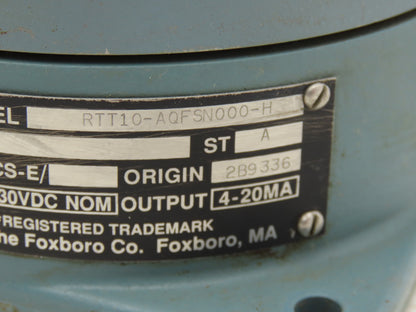 EL RTT10-AQFSN000-H
ST A
CS-E/ ORIGIN 2B9336
30VDC NOM OUTPUT 4-20MA
REGISTERED TRADEMARK
he Foxboro Co. Foxboro, MA